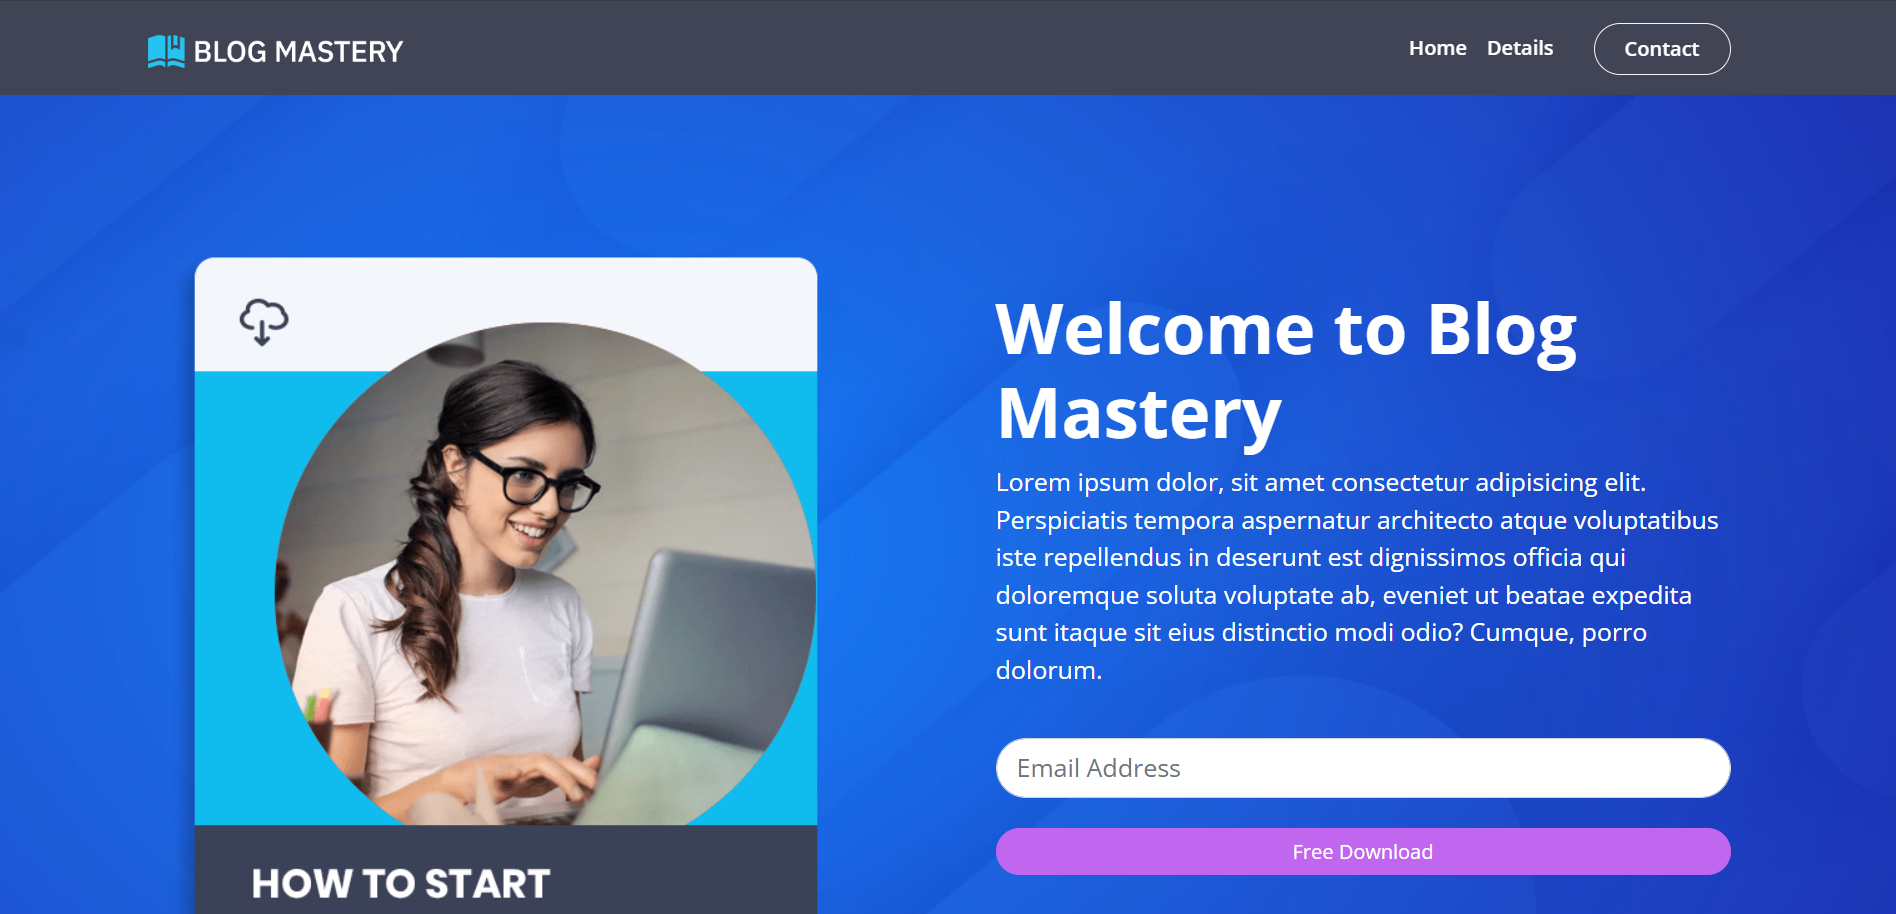 BLOG MASTERY
Home Details Contact
Welcome to Blog
Mastery
Lorem ipsum dolor, sit amet consectetur adipisicing elit.
Perspiciatis tempora aspernatur architecto atque voluptatibus
iste repellendus in deserunt est dignissimos officia qui
doloremque soluta voluptate ab, eveniet ut beatae expedita
sunt itaque sit eius distinctio modi odio? Cumque, porro
dolorum.
Email Address
Free Download
HOW TO START